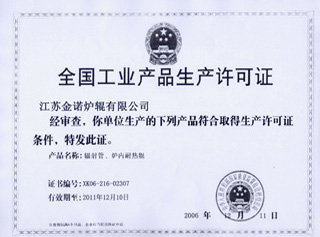 全国工业产品生产许可证
江苏金诺炉辊有限公司
经审查，你单位生产的下列产品符合取得生产许可证
条件，特发此证。
产品名称：辐射管、炉内耐热辊
证书编号：XK06-216-02307
有效期至：2011年12月10日
2006 年 12 月 11 日